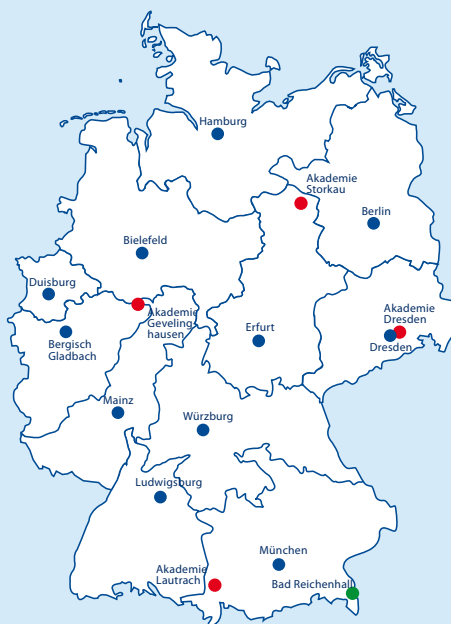 Hamburg
Akademie
Storkau
Berlin
Bielefeld
Duisburg
Akademie
Geveling-
hausen
Akademie
Dresden
Dresden
Erfurt
Bergisch
Gladbach
Mainz
Würzburg
Ludwigsburg
München
Akademie
Lautrach
Bad Reichenhall